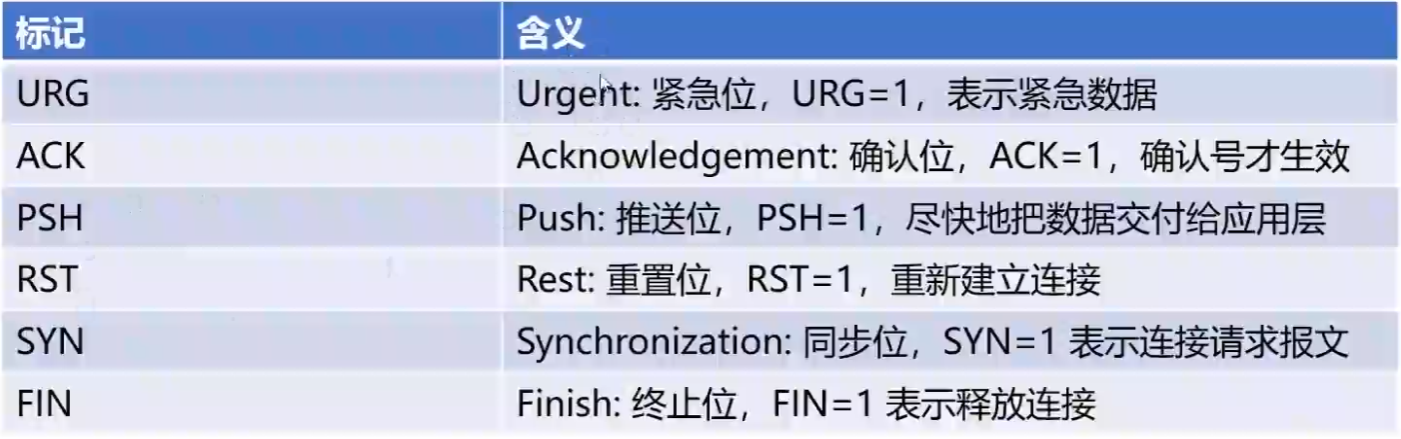 标记 含义
URG Urgent: 紧急位，URG=1，表示紧急数据
ACK Acknowledgement: 确认位，ACK=1，确认号才生效
PSH Push: 推送位，PSH=1，尽快地把数据交付给应用层
RST Rest: 重置位，RST=1，重新建立连接
SYN Synchronization: 同步位，SYN=1 表示连接请求报文
FIN Finish: 终止位，FIN=1 表示释放连接